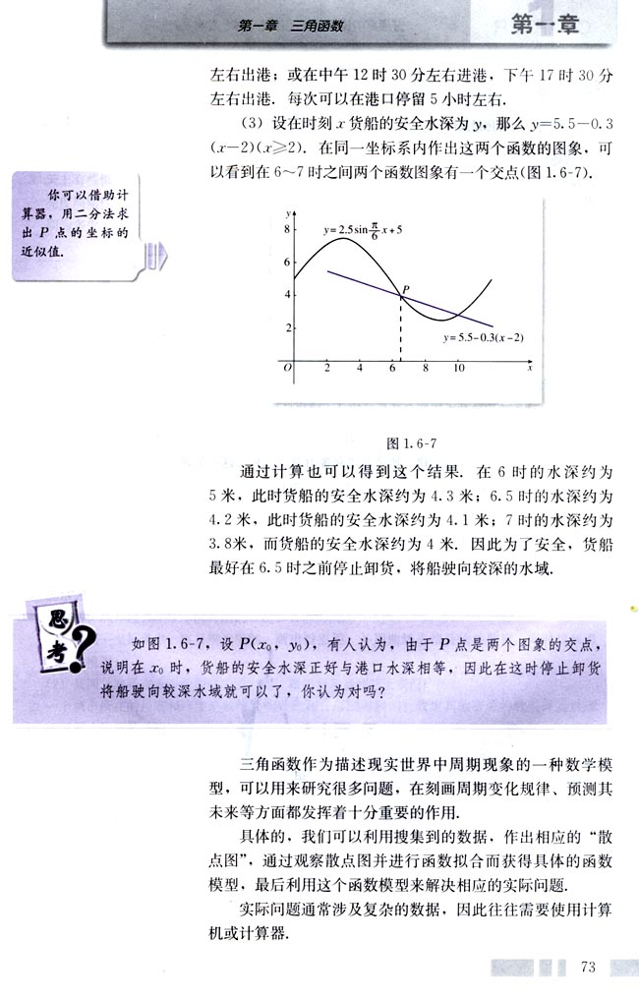 第一章 三角函数
第一章
左右出港；或在中午 12 时 30 分左右进港，下午 17 时 30 分
左右出港. 每次可以在港口停留 5 小时左右.
（3）设在时刻 x 货船的安全水深为 y，那么 y=5.5−0.3
(x−2)(x≥2). 在同一坐标系内作出这两个函数的图象，可
以看到在 6～7 时之间两个函数图象有一个交点(图 1.6-7).
你可以借助计
算器，用二分法求
出 P 点的坐标的
近似值.
y
8
6
4
2
y=2.5sin π/6 x+5
P
y=5.5−0.3(x−2)
O 2 4 6 8 10 x
图 1.6-7
通过计算也可以得到这个结果. 在 6 时的水深约为
5 米，此时货船的安全水深约为 4.3 米；6.5 时的水深约为
4.2 米，此时货船的安全水深约为 4.1 米；7 时的水深约为
3.8米，而货船的安全水深约为 4 米. 因此为了安全，货船
最好在 6.5 时之前停止卸货，将船驶向较深的水域.
思考?
如图 1.6-7，设 P(x₀，y₀)，有人认为，由于 P 点是两个图象的交点，
说明在 x₀ 时，货船的安全水深正好与港口水深相等，因此在这时停止卸货
将船驶向较深水域就可以了，你认为对吗?
三角函数作为描述现实世界中周期现象的一种数学模
型，可以用来研究很多问题，在刻画周期变化规律、预测其
未来等方面都发挥着十分重要的作用.
具体的，我们可以利用搜集到的数据，作出相应的“散
点图”，通过观察散点图并进行函数拟合而获得具体的函数
模型，最后利用这个函数模型来解决相应的实际问题.
实际问题通常涉及复杂的数据，因此往往需要使用计算
机或计算器.
73